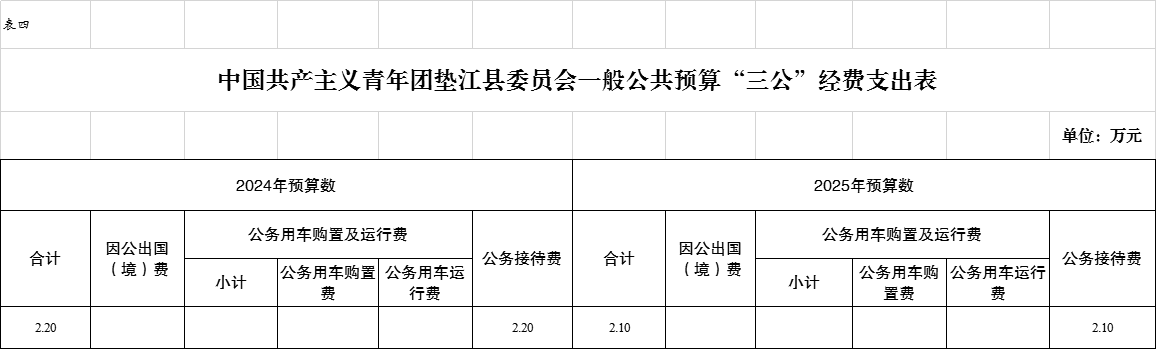 表四
中国共产主义青年团垫江县委员会一般公共预算“三公”经费支出表
单位：万元
2024年预算数 2025年预算数
合计 因公出国（境）费 公务用车购置及运行费 公务接待费 合计 因公出国（境）费 公务用车购置及运行费 公务接待费
小计 公务用车购置费 公务用车运行费 小计 公务用车购置费 公务用车运行费
2.20 2.20 2.10 2.10